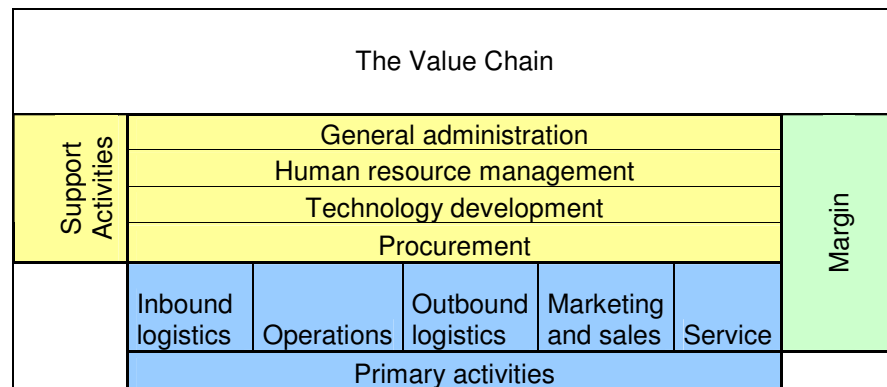 The Value Chain
Support
Activities
General administration
Human resource management
Technology development
Procurement
Margin
Inbound
logistics
Operations
Outbound
logistics
Marketing
and sales
Service
Primary activities